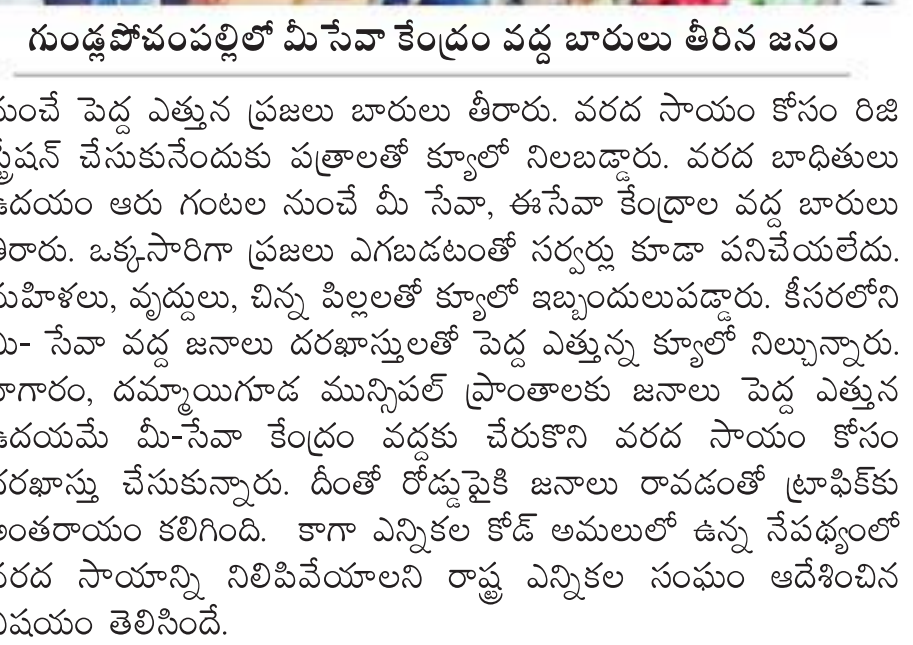 గుండ్లపోచంపల్లిలో మీసేవా కేంద్రం వద్ద బారులు తీరిన జనం
నుంచే పెద్ద ఎత్తున ప్రజలు బారులు తీరారు. వరద సాయం కోసం రిజి
స్ట్రేషన్ చేసుకునేందుకు పత్రాలతో క్యూలో నిలబడ్డారు. వరద బాధితులు
ఉదయం ఆరు గంటల నుంచే మీ సేవా, ఈసేవా కేంద్రాల వద్ద బారులు
తీరారు. ఒక్కసారిగా ప్రజలు ఎగబడటంతో సర్వర్లు కూడా పనిచేయలేదు.
మహిళలు, వృద్దులు, చిన్న పిల్లలతో క్యూలో ఇబ్బందులుపడ్డారు. కీసరలోని
మీ- సేవా వద్ద జనాలు దరఖాస్తులతో పెద్ద ఎత్తున్న క్యూలో నిల్చున్నారు.
నాగారం, దమ్మాయిగూడ మున్సిపల్ ప్రాంతాలకు జనాలు పెద్ద ఎత్తున
ఉదయమే మీ-సేవా కేంద్రం వద్దకు చేరుకొని వరద సాయం కోసం
దరఖాస్తు చేసుకున్నారు. దీంతో రోడ్డుపైకి జనాలు రావడంతో ట్రాఫిక్‌కు
అంతరాయం కలిగింది. కాగా ఎన్నికల కోడ్ అమలులో ఉన్న నేపథ్యంలో
వరద సాయాన్ని నిలిపివేయాలని రాష్ట్ర ఎన్నికల సంఘం ఆదేశించిన
విషయం తెలిసిందే.